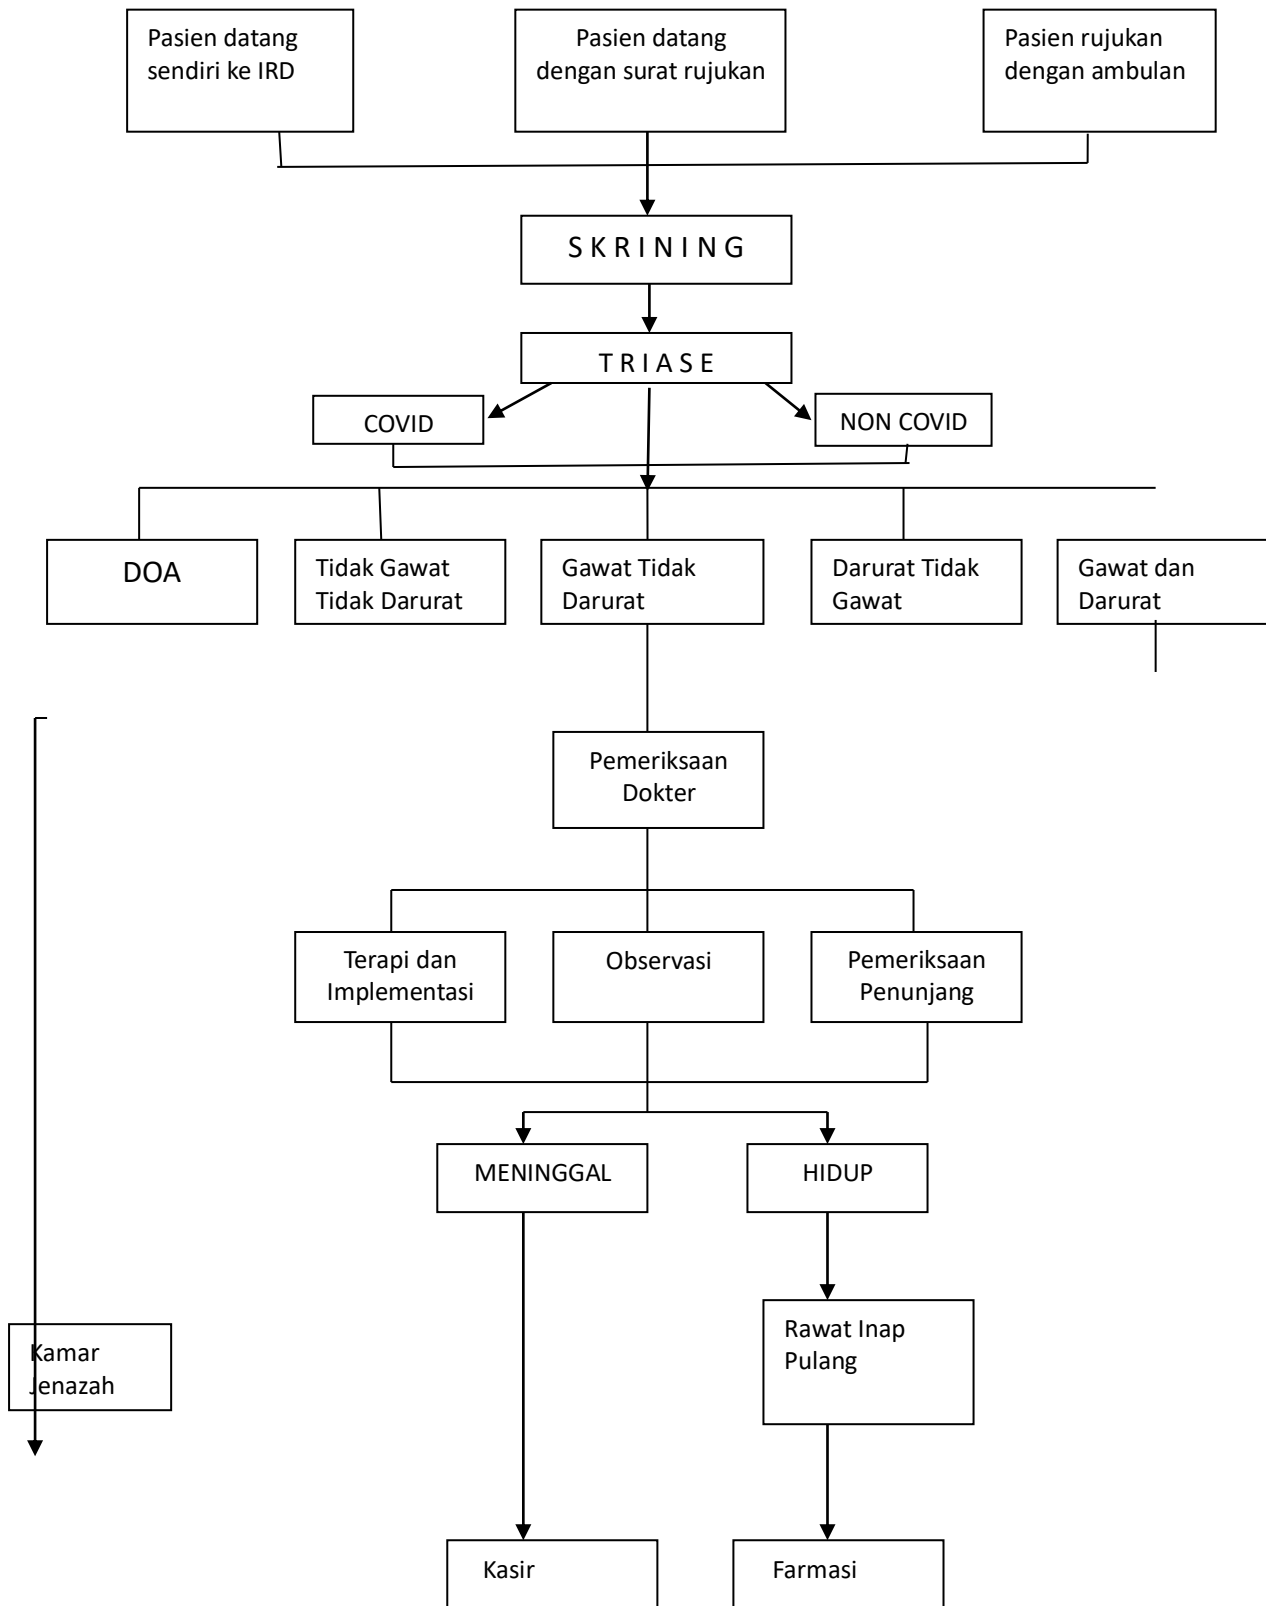 Pasien datang
sendiri ke IRD
Pasien datang
dengan surat rujukan
Pasien rujukan
dengan ambulan
S K R I N I N G
T R I A S E
COVID
NON COVID
DOA
Tidak Gawat
Tidak Darurat
Gawat Tidak
Darurat
Darurat Tidak
Gawat
Gawat dan
Darurat
Pemeriksaan
Dokter
Terapi dan
Implementasi
Observasi
Pemeriksaan
Penunjang
MENINGGAL
HIDUP
Rawat Inap
Pulang
Kamar
Jenazah
Kasir
Farmasi